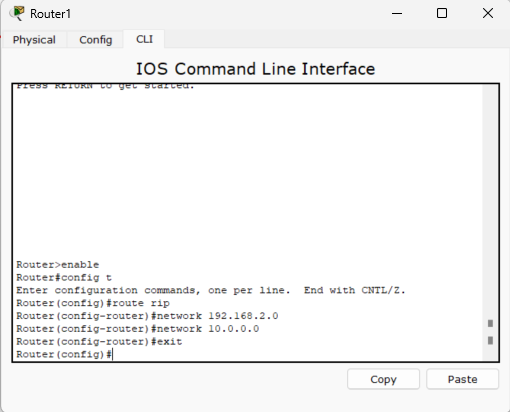 Router1
Physical Config CLI
IOS Command Line Interface
Press RETURN to get started.
Router>enable
Router#config t
Enter configuration commands, one per line.  End with CNTL/Z.
Router(config)#route rip
Router(config-router)#network 192.168.2.0
Router(config-router)#network 10.0.0.0
Router(config-router)#exit
Router(config)#
Copy Paste